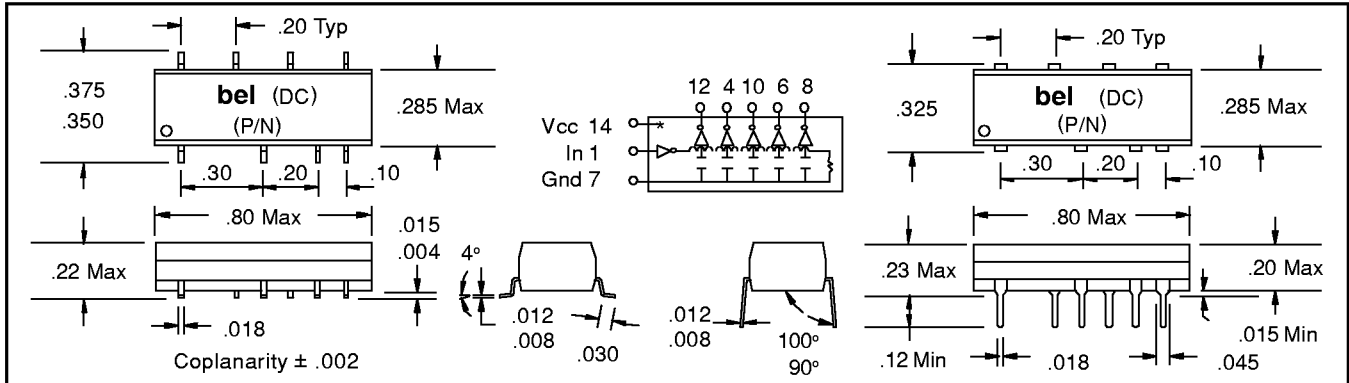 .20 Typ
.375
.350
bel (DC)
(P/N)
.285 Max
.30
.20
.10
.80 Max
.22 Max
.015
.004
.018
Coplanarity ± .002
12 4 10 6 8
Vcc 14
*
In 1
Gnd 7
4º
.012
.008
.030
.012
.008
100º
90º
.20 Typ
.325
bel (DC)
(P/N)
.285 Max
.30
.20
.10
.80 Max
.23 Max
.20 Max
.12 Min
.018
.015 Min
.045